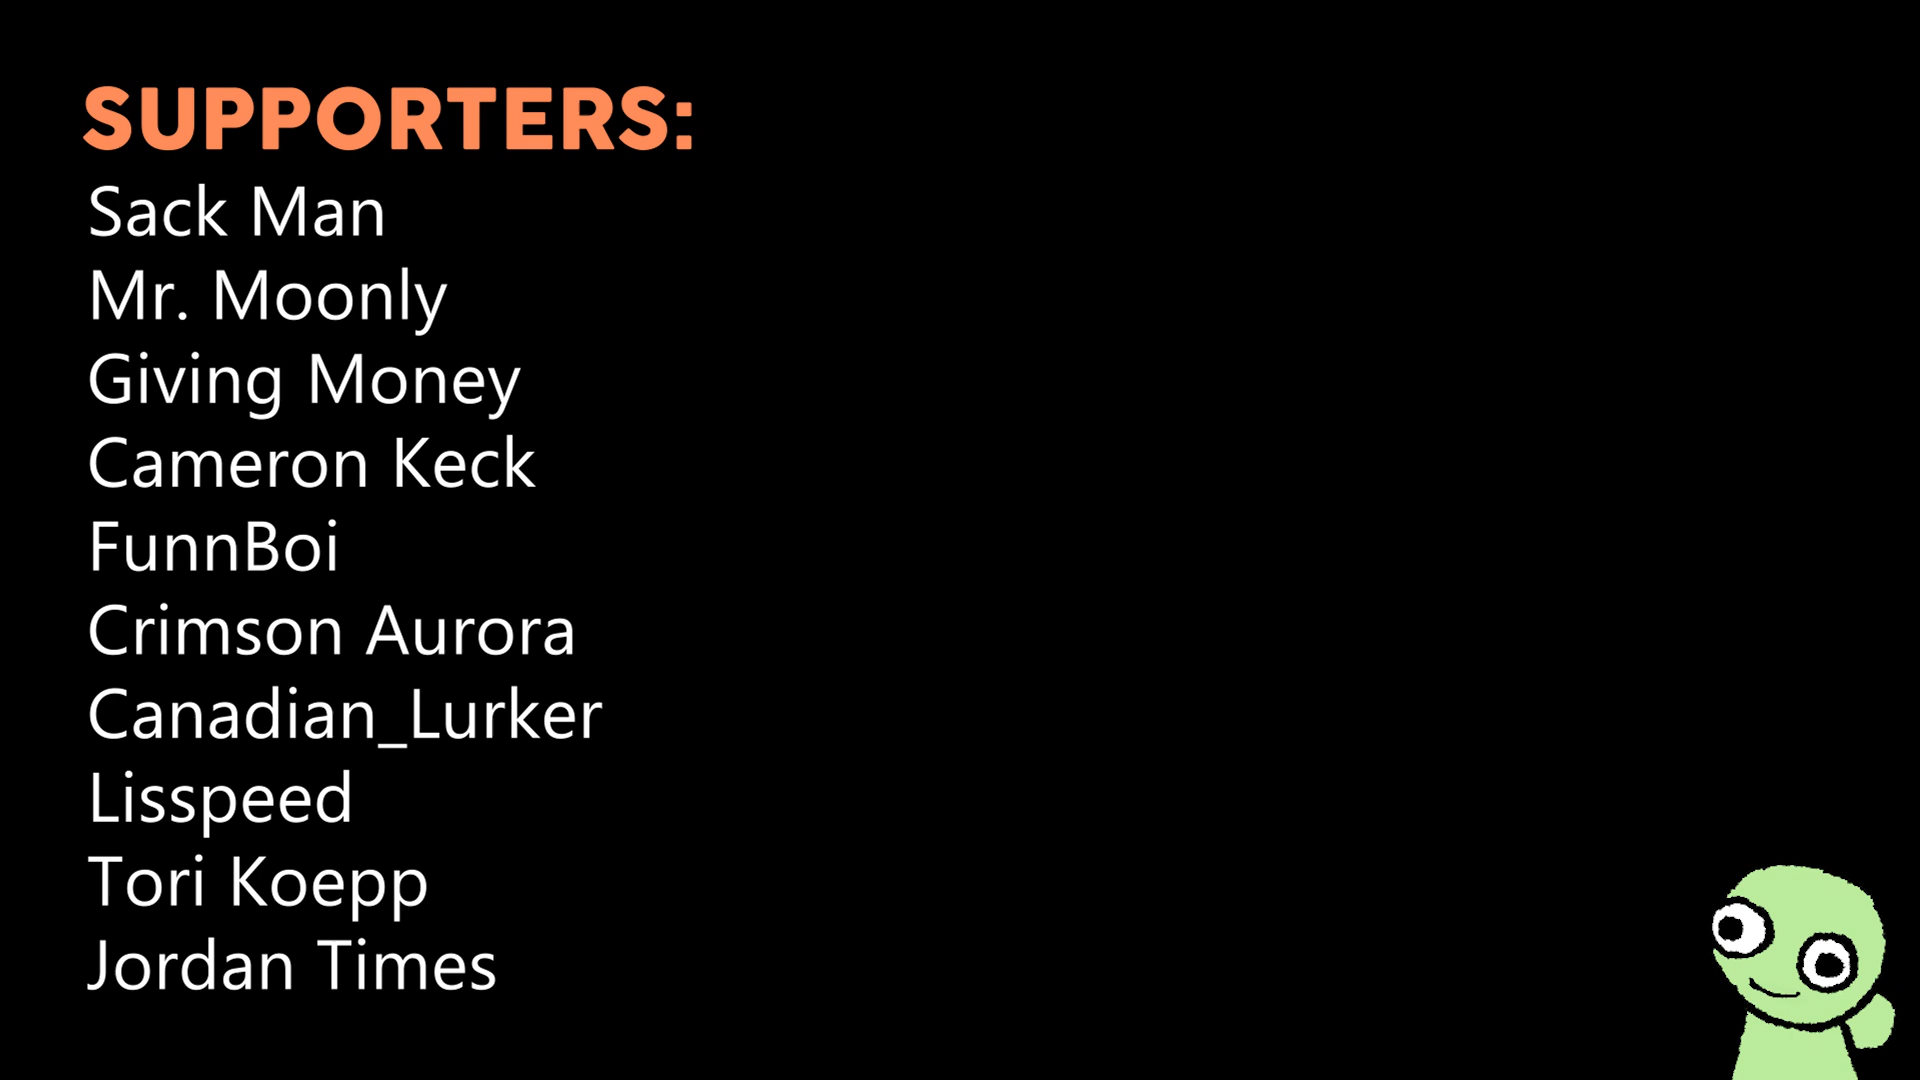 SUPPORTERS:
Sack Man
Mr. Moonly
Giving Money
Cameron Keck
FunnBoi
Crimson Aurora
Canadian_Lurker
Lisspeed
Tori Koepp
Jordan Times